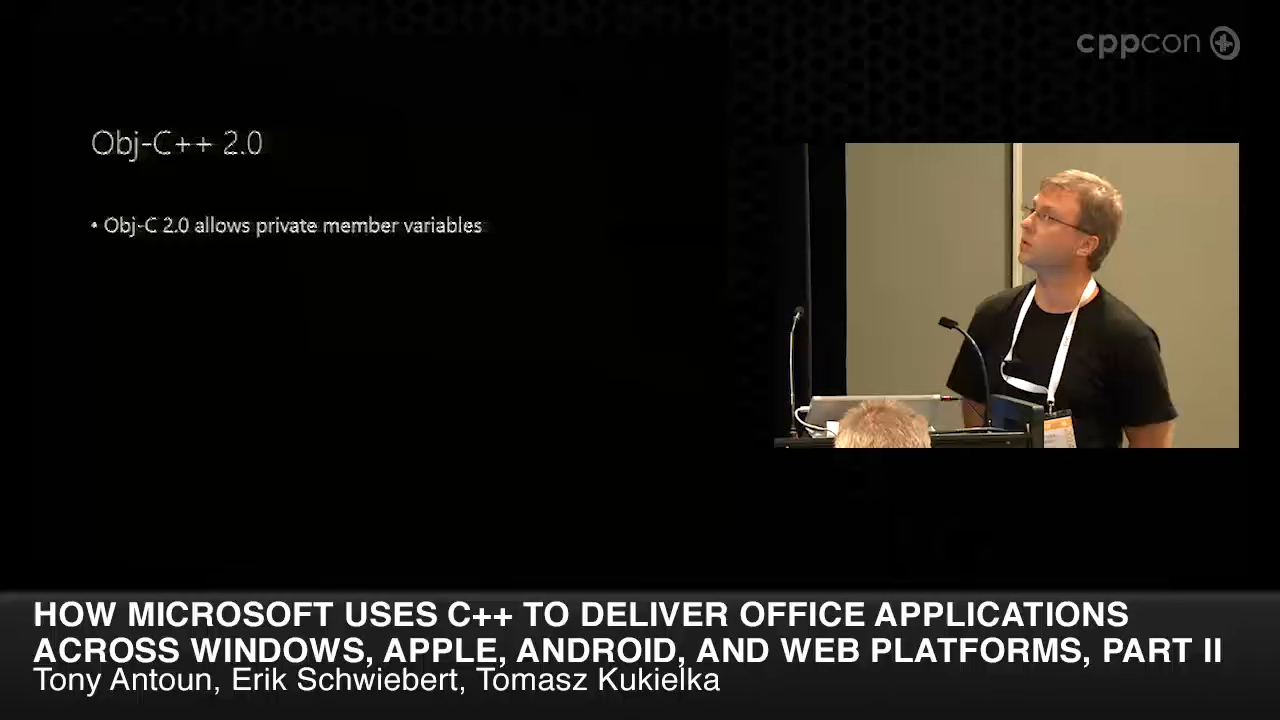 cppcon
Obj-C++ 2.0
• Obj-C 2.0 allows private member variables
HOW MICROSOFT USES C++ TO DELIVER OFFICE APPLICATIONS
ACROSS WINDOWS, APPLE, ANDROID, AND WEB PLATFORMS, PART II
Tony Antoun, Erik Schwiebert, Tomasz Kukielka